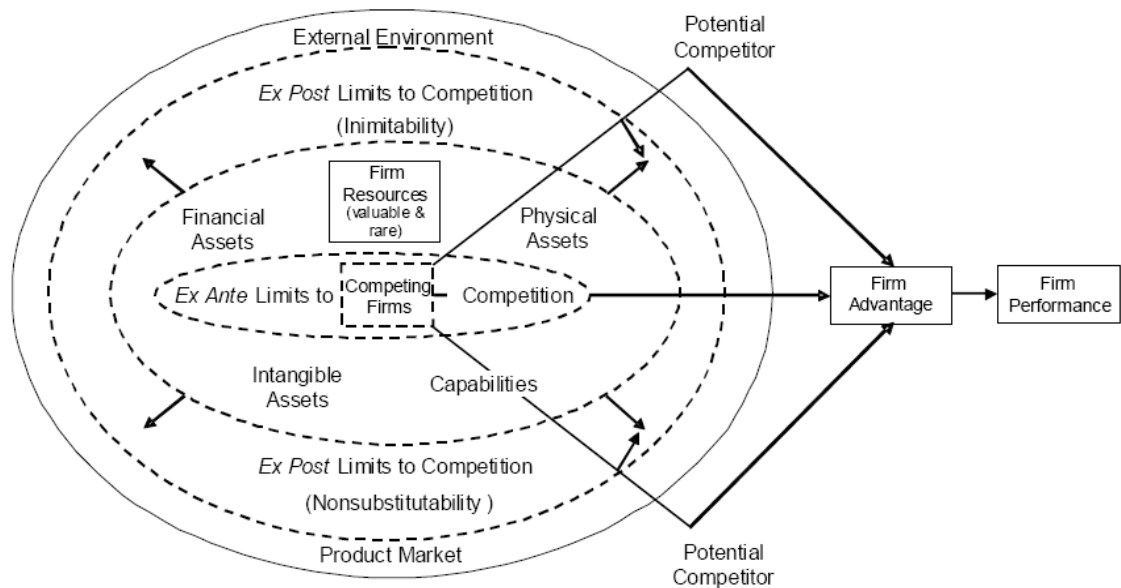 Potential
Competitor
External Environment
Ex Post Limits to Competition
(Inimitability)
Firm
Resources
(valuable &
rare)
Financial
Assets
Physical
Assets
Ex Ante Limits to
Competing
Firms
Competition
Firm
Advantage
Firm
Performance
Intangible
Assets
Capabilities
Ex Post Limits to Competition
(Nonsubstitutability )
Product Market
Potential
Competitor